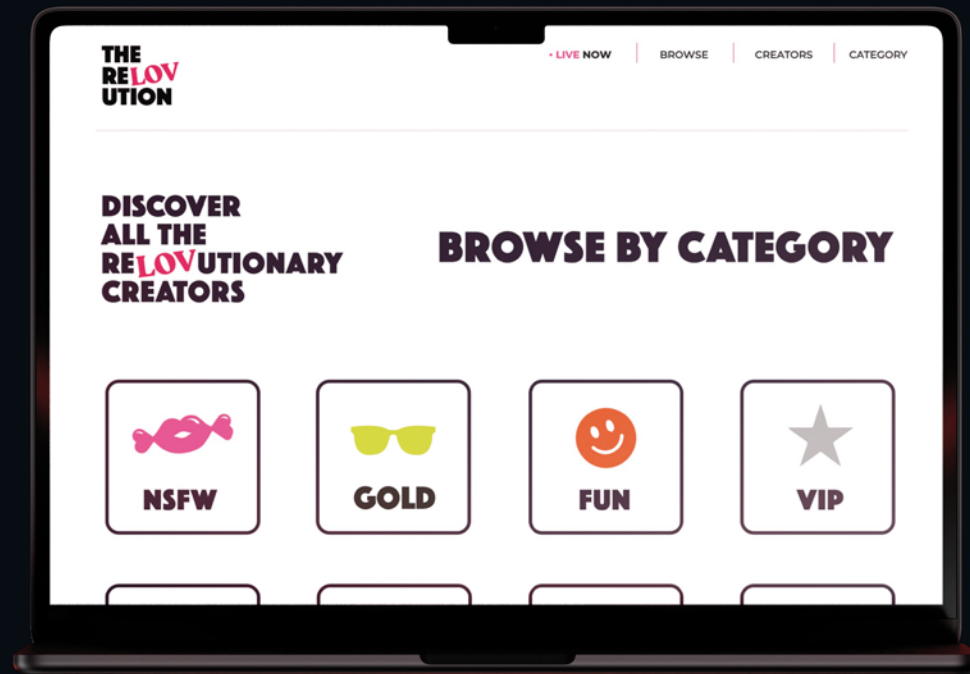 THE
RELOV
UTION
• LIVE NOW
BROWSE
CREATORS
CATEGORY
DISCOVER
ALL THE
RELOVUTIONARY
CREATORS
BROWSE BY CATEGORY
NSFW
GOLD
FUN
VIP